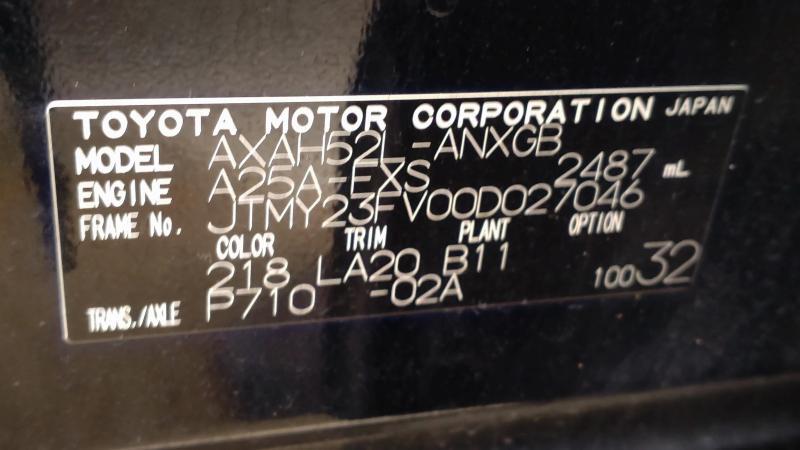 TOYOTA MOTOR CORPORATION JAPAN
MODEL AXAH52L-ANXGB
ENGINE A25A-FXS 2487 mL
FRAME No. JTMY23FV00D027046
COLOR TRIM PLANT OPTION
218 LA20 B11
TRANS./AXLE P710 -02A 10032